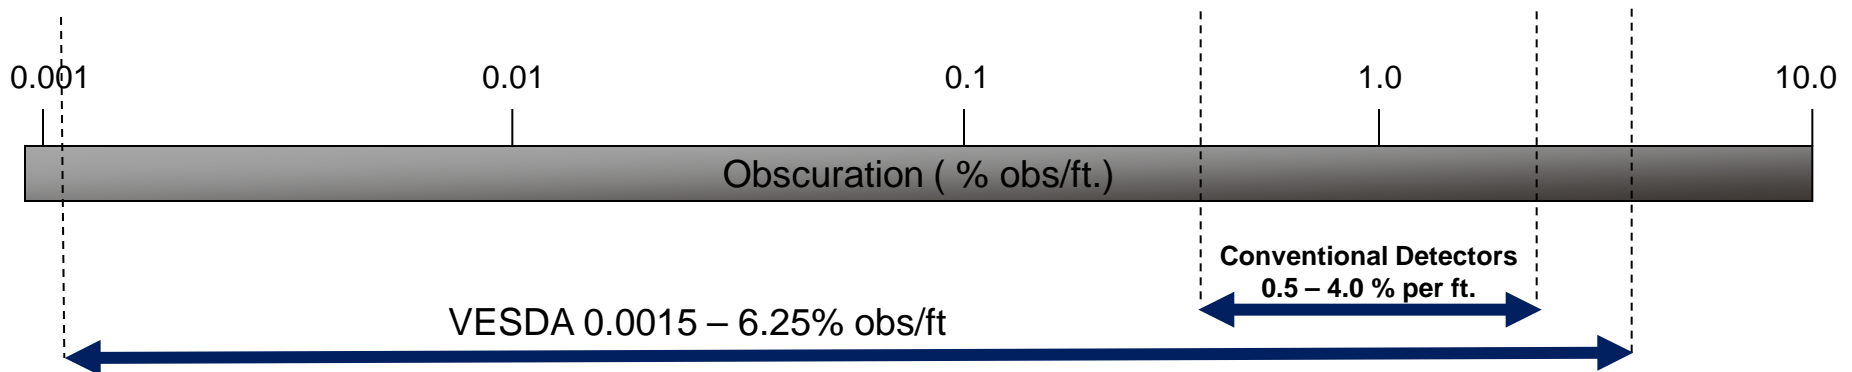 0.001 0.01 0.1 1.0 10.0
Obscuration ( % obs/ft.)
Conventional Detectors
0.5 – 4.0 % per ft.
VESDA 0.0015 – 6.25% obs/ft